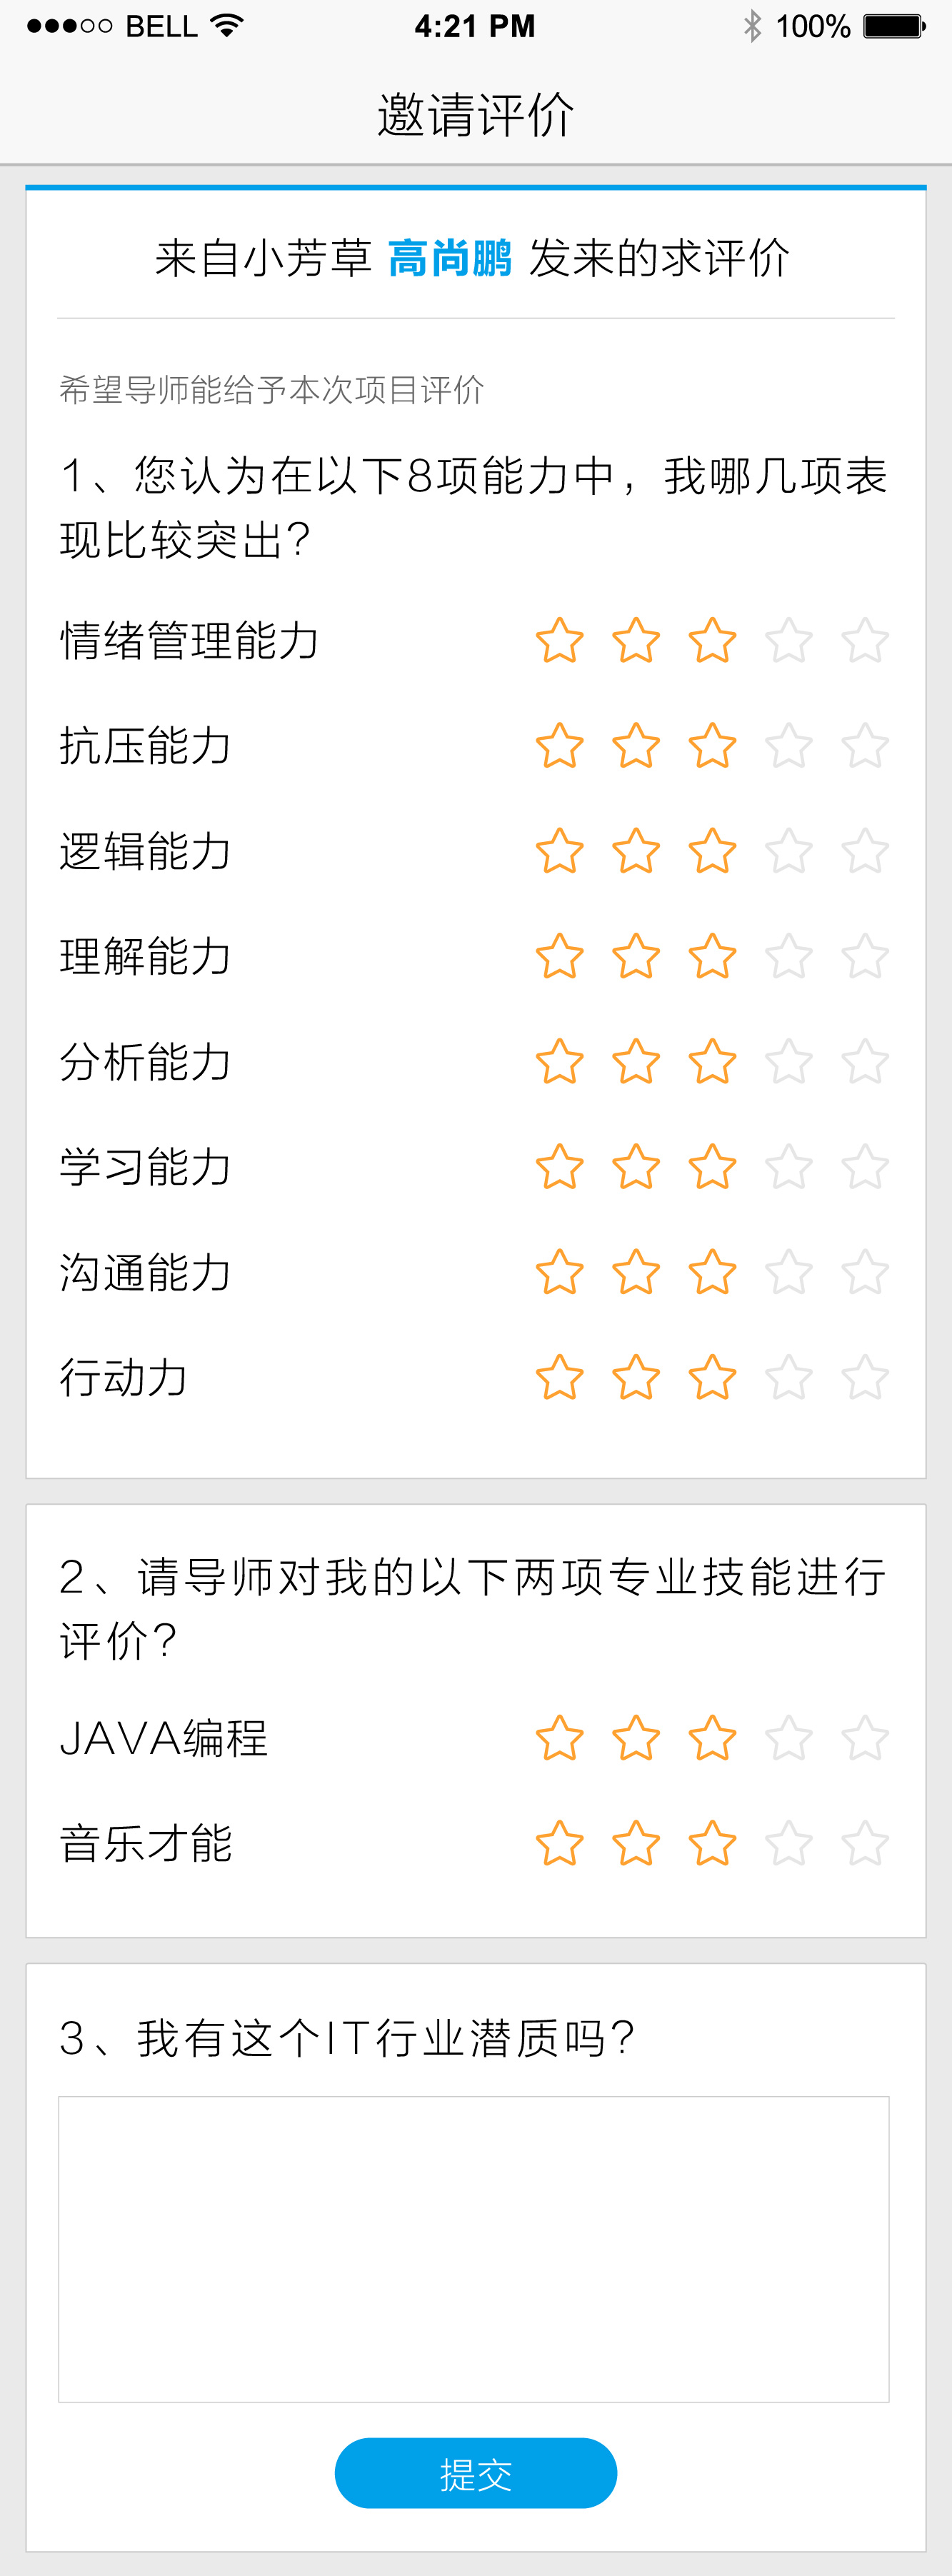 BELL 4:21 PM 100%
邀请评价
来自小芳草 高尚鹏 发来的求评价
希望导师能给予本次项目评价
1、您认为在以下8项能力中，我哪几项表
现比较突出?
情绪管理能力
抗压能力
逻辑能力
理解能力
分析能力
学习能力
沟通能力
行动力
2、请导师对我的以下两项专业技能进行
评价?
JAVA编程
音乐才能
3、我有这个IT行业潜质吗?
提交